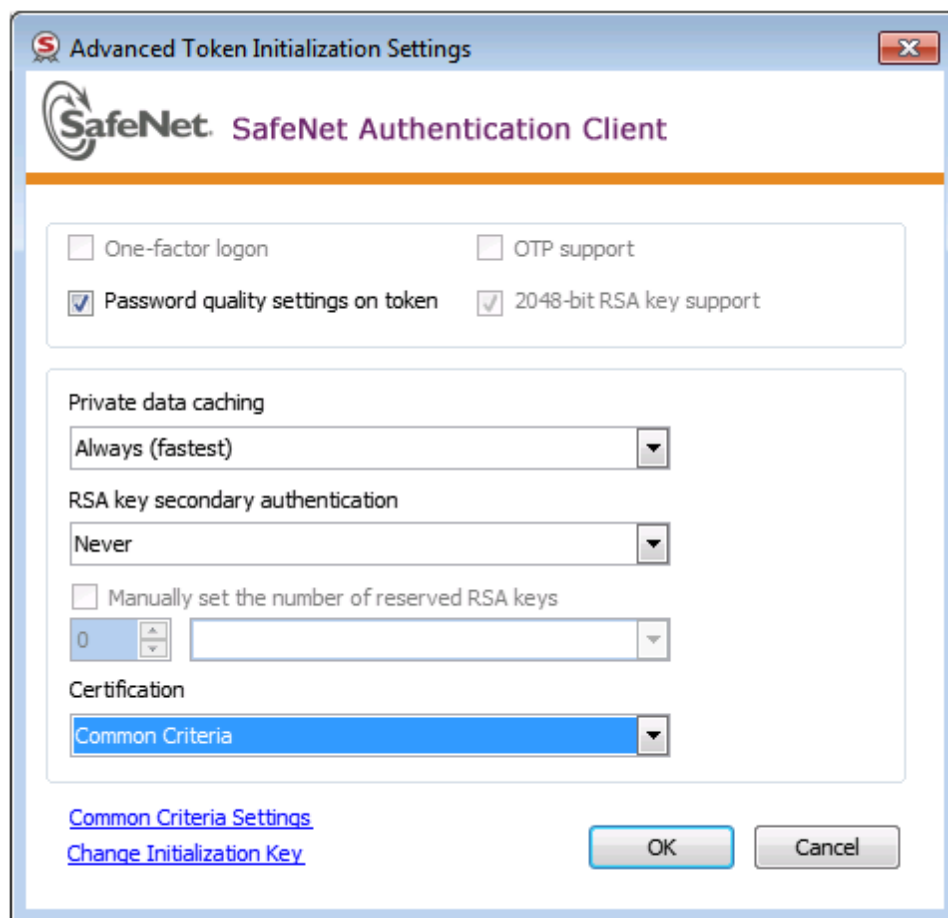 Advanced Token Initialization Settings
SafeNet. SafeNet Authentication Client
One-factor logon
OTP support
Password quality settings on token
2048-bit RSA key support
Private data caching
Always (fastest)
RSA key secondary authentication
Never
Manually set the number of reserved RSA keys
0
Certification
Common Criteria
Common Criteria Settings
Change Initialization Key
OK
Cancel